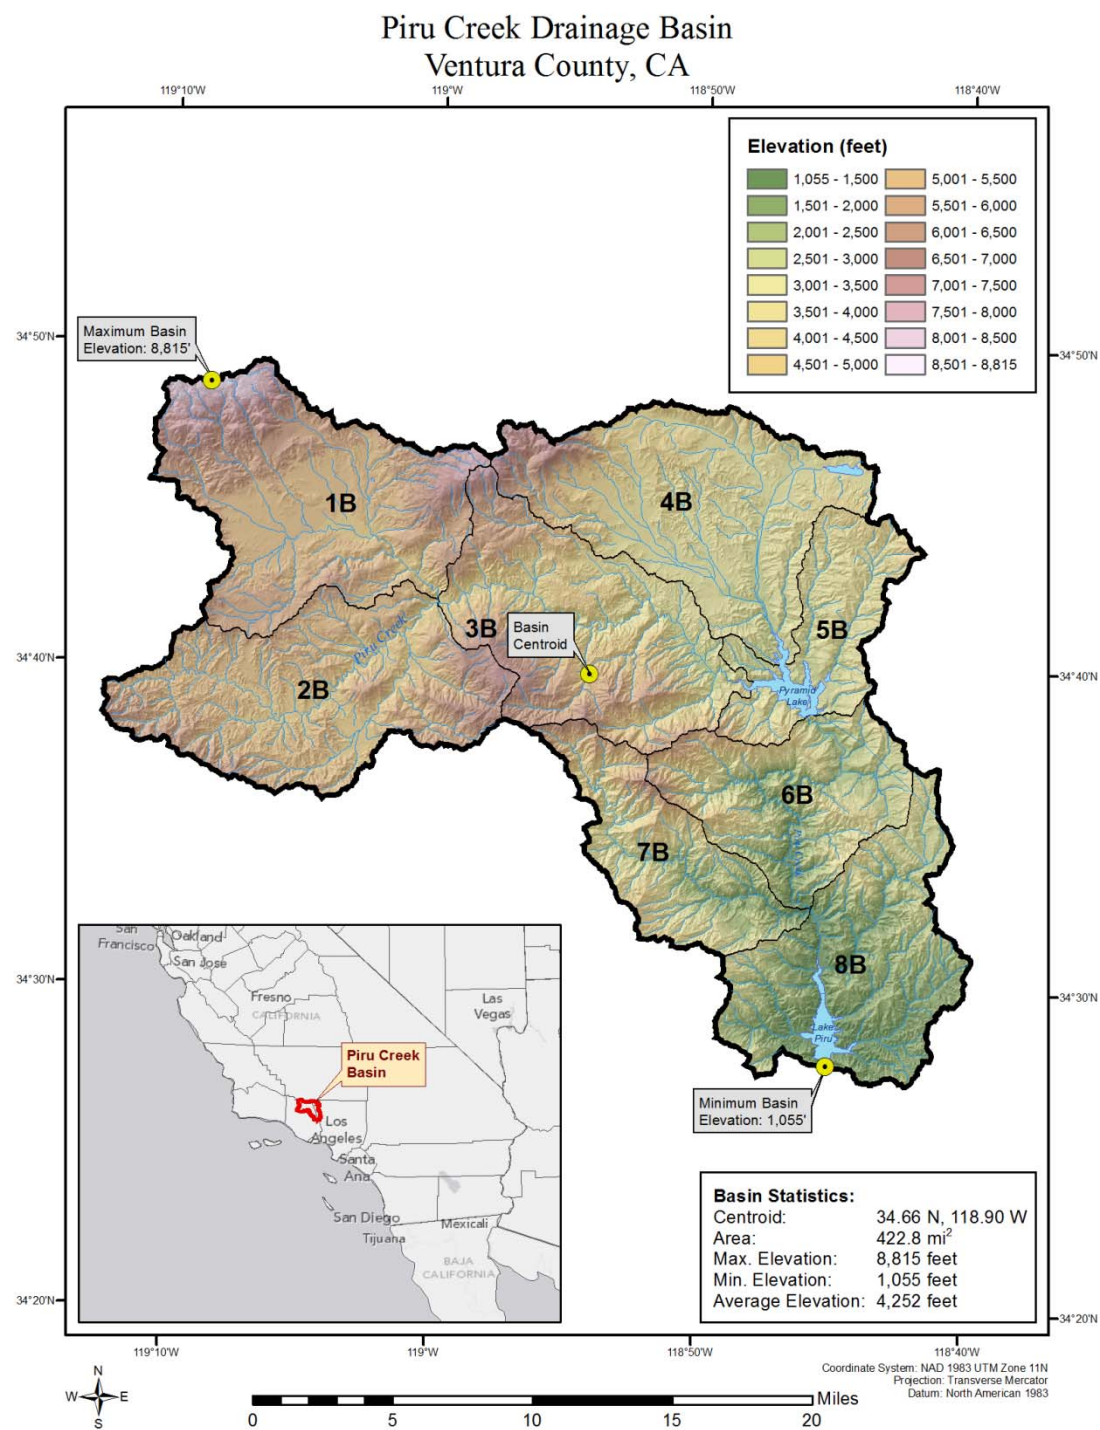 Piru Creek Drainage Basin
Ventura County, CA
119°10'W
119°0'W
118°50'W
118°40'W
Elevation (feet)
1,055 - 1,500
5,001 - 5,500
1,501 - 2,000
5,501 - 6,000
2,001 - 2,500
6,001 - 6,500
2,501 - 3,000
6,501 - 7,000
3,001 - 3,500
7,001 - 7,500
3,501 - 4,000
7,501 - 8,000
4,001 - 4,500
8,001 - 8,500
4,501 - 5,000
8,501 - 8,815
34°50'N
34°50'N
Maximum Basin
Elevation: 8,815'
1B
4B
5B
3B
Basin
Centroid
Piru Creek
2B
34°40'N
34°40'N
Pyramid
Lake
6B
7B
8B
34°30'N
34°30'N
Lake
Piru
Minimum Basin
Elevation: 1,055'
San
Francisco
Oakland
San Jose
Fresno
CALIFORNIA
Las
Vegas
Piru Creek
Basin
Los
Angeles
Santa
Ana
San Diego
Tijuana
Mexicali
BAJA
CALIFORNIA
Basin Statistics:
Centroid: 34.66 N, 118.90 W
Area: 422.8 mi²
Max. Elevation: 8,815 feet
Min. Elevation: 1,055 feet
Average Elevation: 4,252 feet
34°20'N
34°20'N
119°10'W
119°0'W
118°50'W
118°40'W
Coordinate System: NAD 1983 UTM Zone 11N
Projection: Transverse Mercator
Datum: North American 1983
N
W
E
S
Miles
0
5
10
15
20